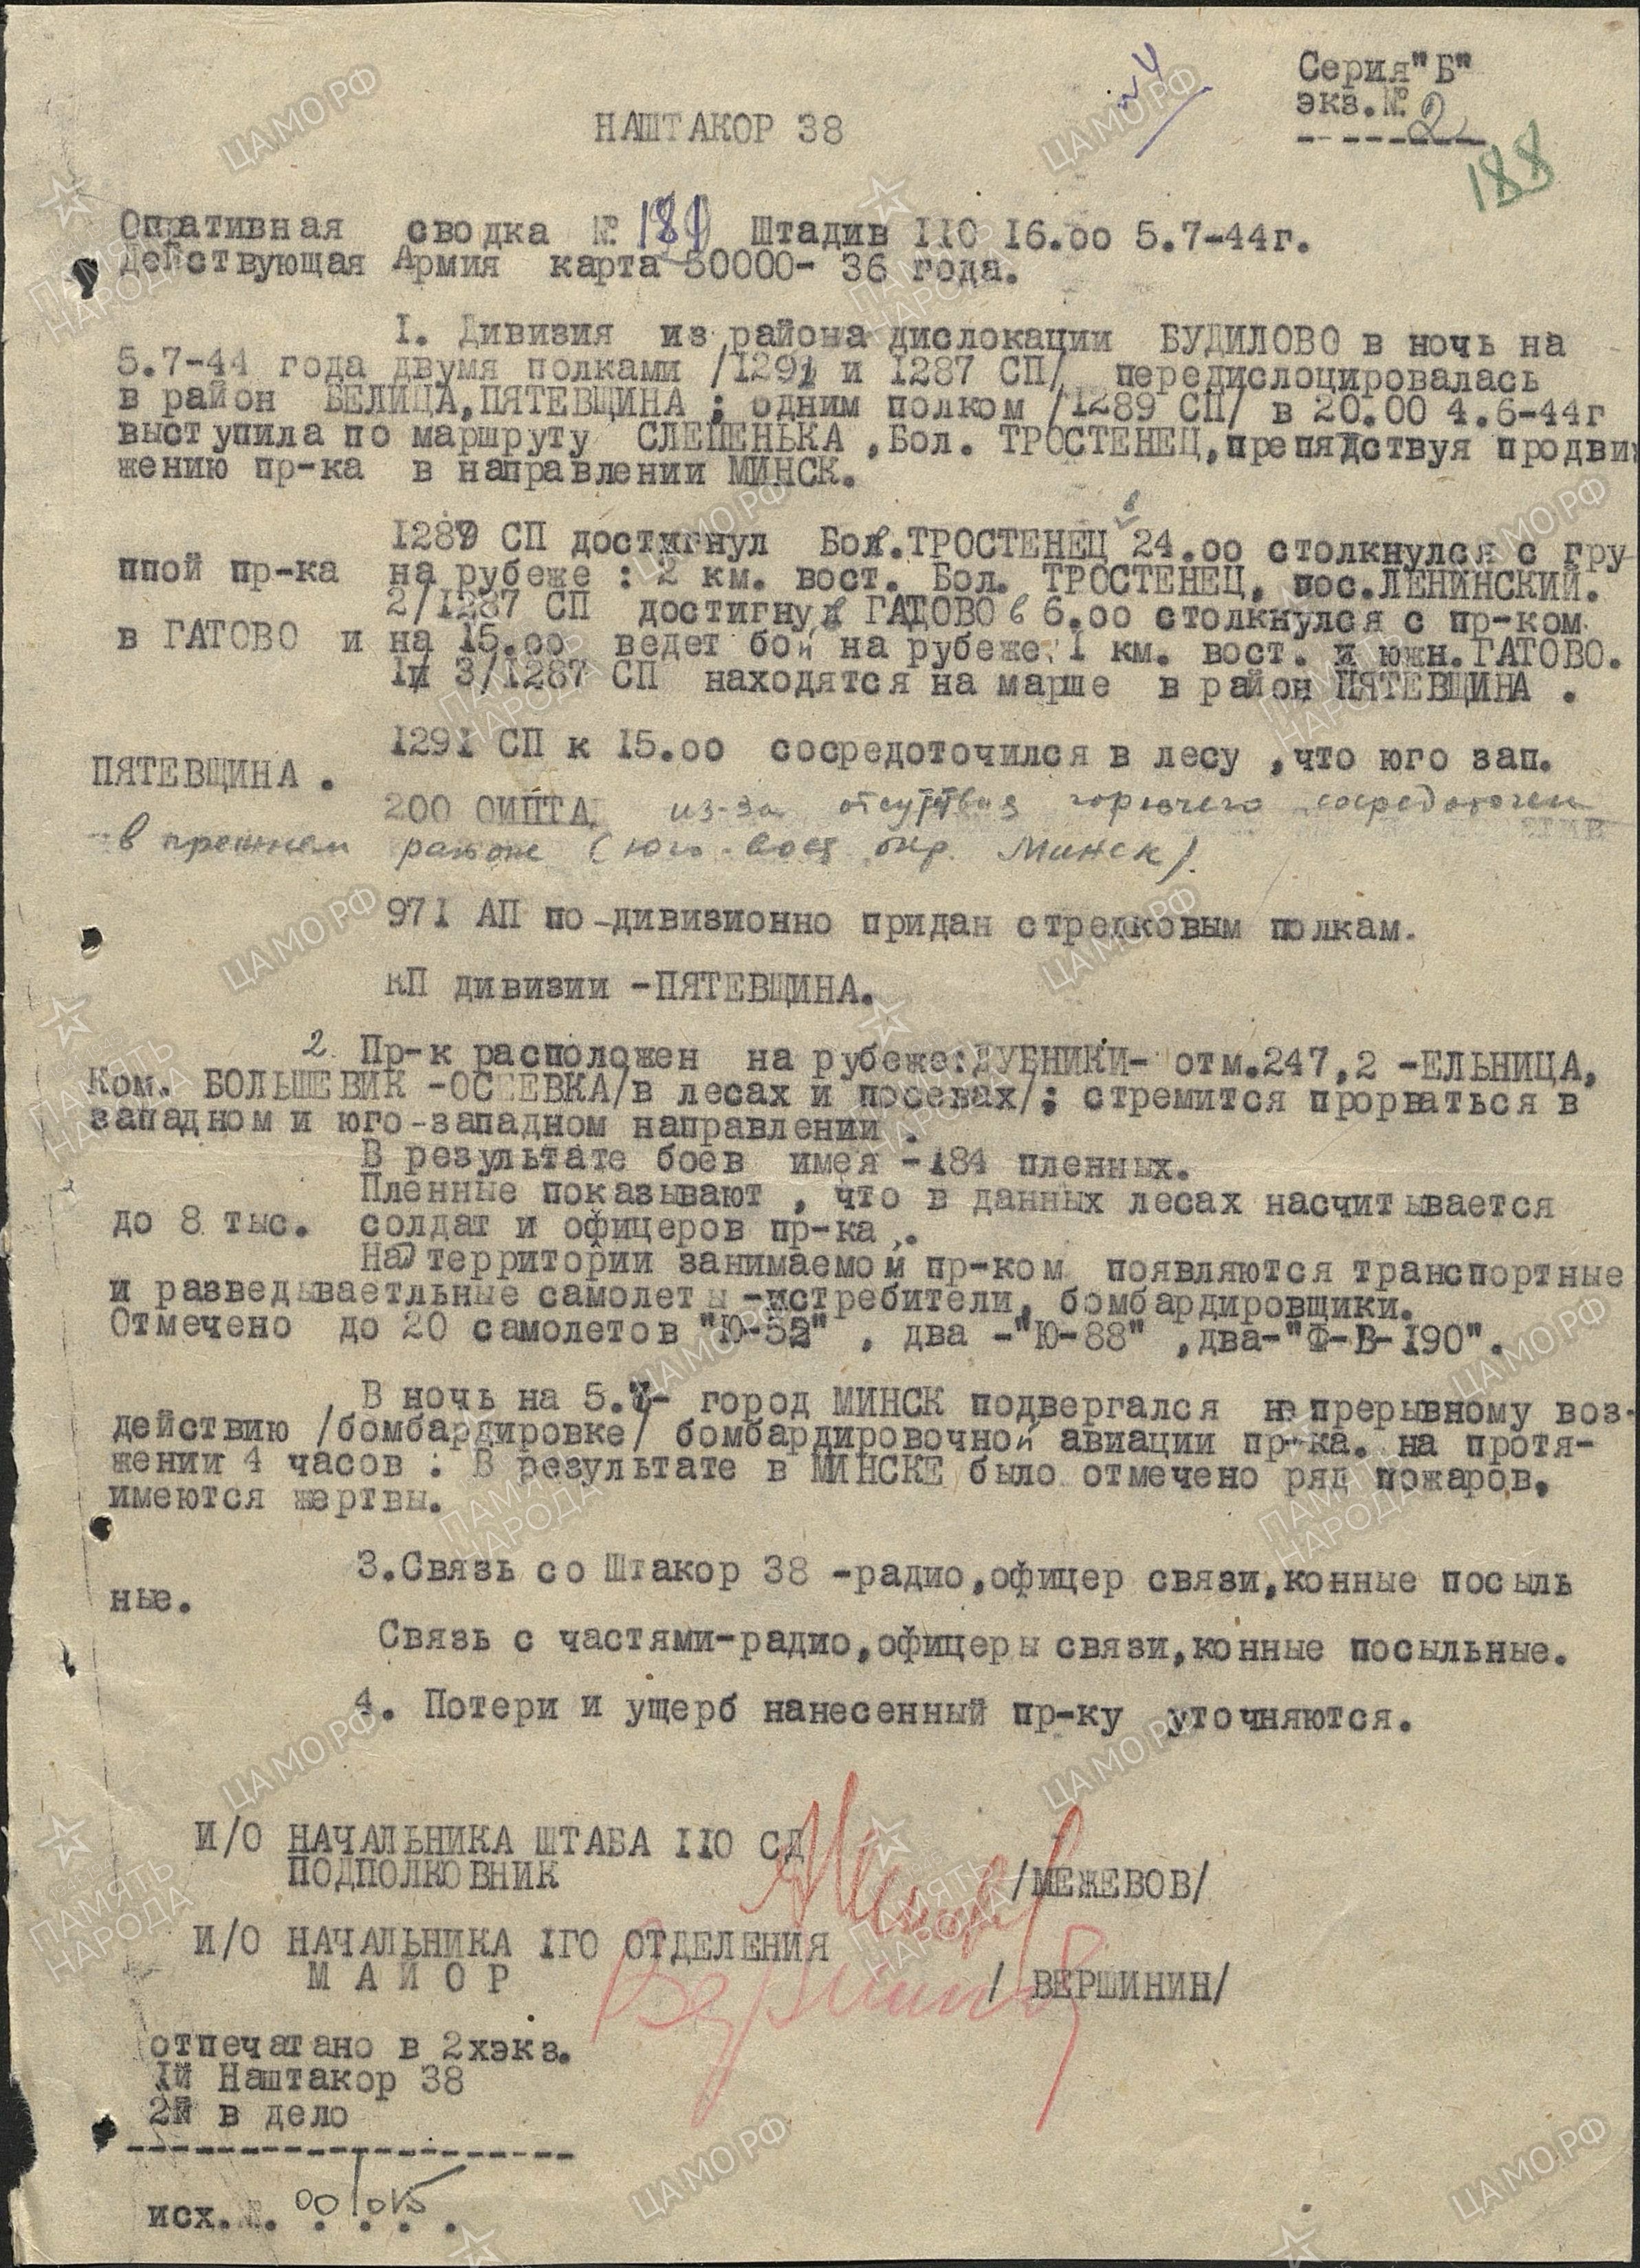 Серия"Б"
экз.№ 2
НАШТАКОР 38
188
Опративная сводка № 189 Штадив 110 16.00 5.7-44г.
Действующая Армия карта 50000- 36 года.
I. Дивизия из района дислокации БУДИЛОВО в ночь на
5.7-44 года двумя полками /1291 и 1287 СП/ передислоцировалась
в район БЕЛИЦА,ПЯТЕВЩИНА ; одним полком /1289 СП/ в 20.00 4.6-44г
выступила по маршруту СЛЕПЕНЬКА ,Бол. ТРОСТЕНЕЦ,препядствуя продви
жению пр-ка в направлении МИНСК.
1289 СП достигнул Бол.ТРОСТЕНЕЦ в 24.00 столкнулся с гру-
ппой пр-ка на рубеже : 2 км. вост. Бол. ТРОСТЕНЕЦ, пос.ЛЕНИНСКИЙ.
2/1287 СП достигнув ГАТОВО в 6.00 столкнулся с пр-ком
в ГАТОВО и на 15.00 ведет бой на рубеже 1 км. вост. и южн.ГАТОВО.
1и 3/1287 СП находятся на марше в район ПЯТЕВЩИНА .
1291 СП к 15.00 сосредоточился в лесу ,что юго зап.
ПЯТЕВЩИНА .
200 ОИПТА из-за отсутствия горючего сосредоточен
в прежнем районе (юго-вост окр. Минск).
971 АП по-дивизионно придан стрелковым полкам.
КП дивизии -ПЯТЕВЩИНА.
2 Пр-к расположен на рубеже:ДУБНИКИ- отм.247,2 -ЕЛЬНИЦА,
Ком. БОЛЬШЕВИК -ОСЕЕВКА/в лесах и посевах/; стремится прорваться в
западном и юго-западном направлении .
В результате боев имея -184 пленных.
Пленные показывают , что в данных лесах насчитывается
до 8 тыс. солдат и офицеров пр-ка .
На территории занимаемой пр-ком появляются транспортные
и разведываетльные самолеты -истребители, бомбардировщики.
Отмечено до 20 самолетов "Ю-52" , два -"Ю-88" ,два-"Ф-В-190".
В ночь на 5.7- город МИНСК подвергался непрерывному воз-
действию /бомбардировке/ бомбардировочной авиации пр-ка. на протя-
жении 4 часов . В результате в МИНСКЕ было отмечено ряд пожаров,
имеются жертвы.
3.Связь со Штакор 38 -радио,офицер связи,конные посыль
ные.
Связь с частями-радио,офицеры связи,конные посыльные.
4. Потери и ущерб нанесенный пр-ку уточняются.
И/О НАЧАЛЬНИКА ШТАБА 110 СД
ПОДПОЛКОВНИК /МЕЖЕВОВ/
И/О НАЧАЛЬНИКА 1ГО ОТДЕЛЕНИЯ
М А Й О Р / ВЕРШИНИН/
отпечатано в 2хэкз.
1й Наштакор 38
2й в дело
исх.№.
ЦАМО.РФ
ПАМЯТЬ НАРОДА